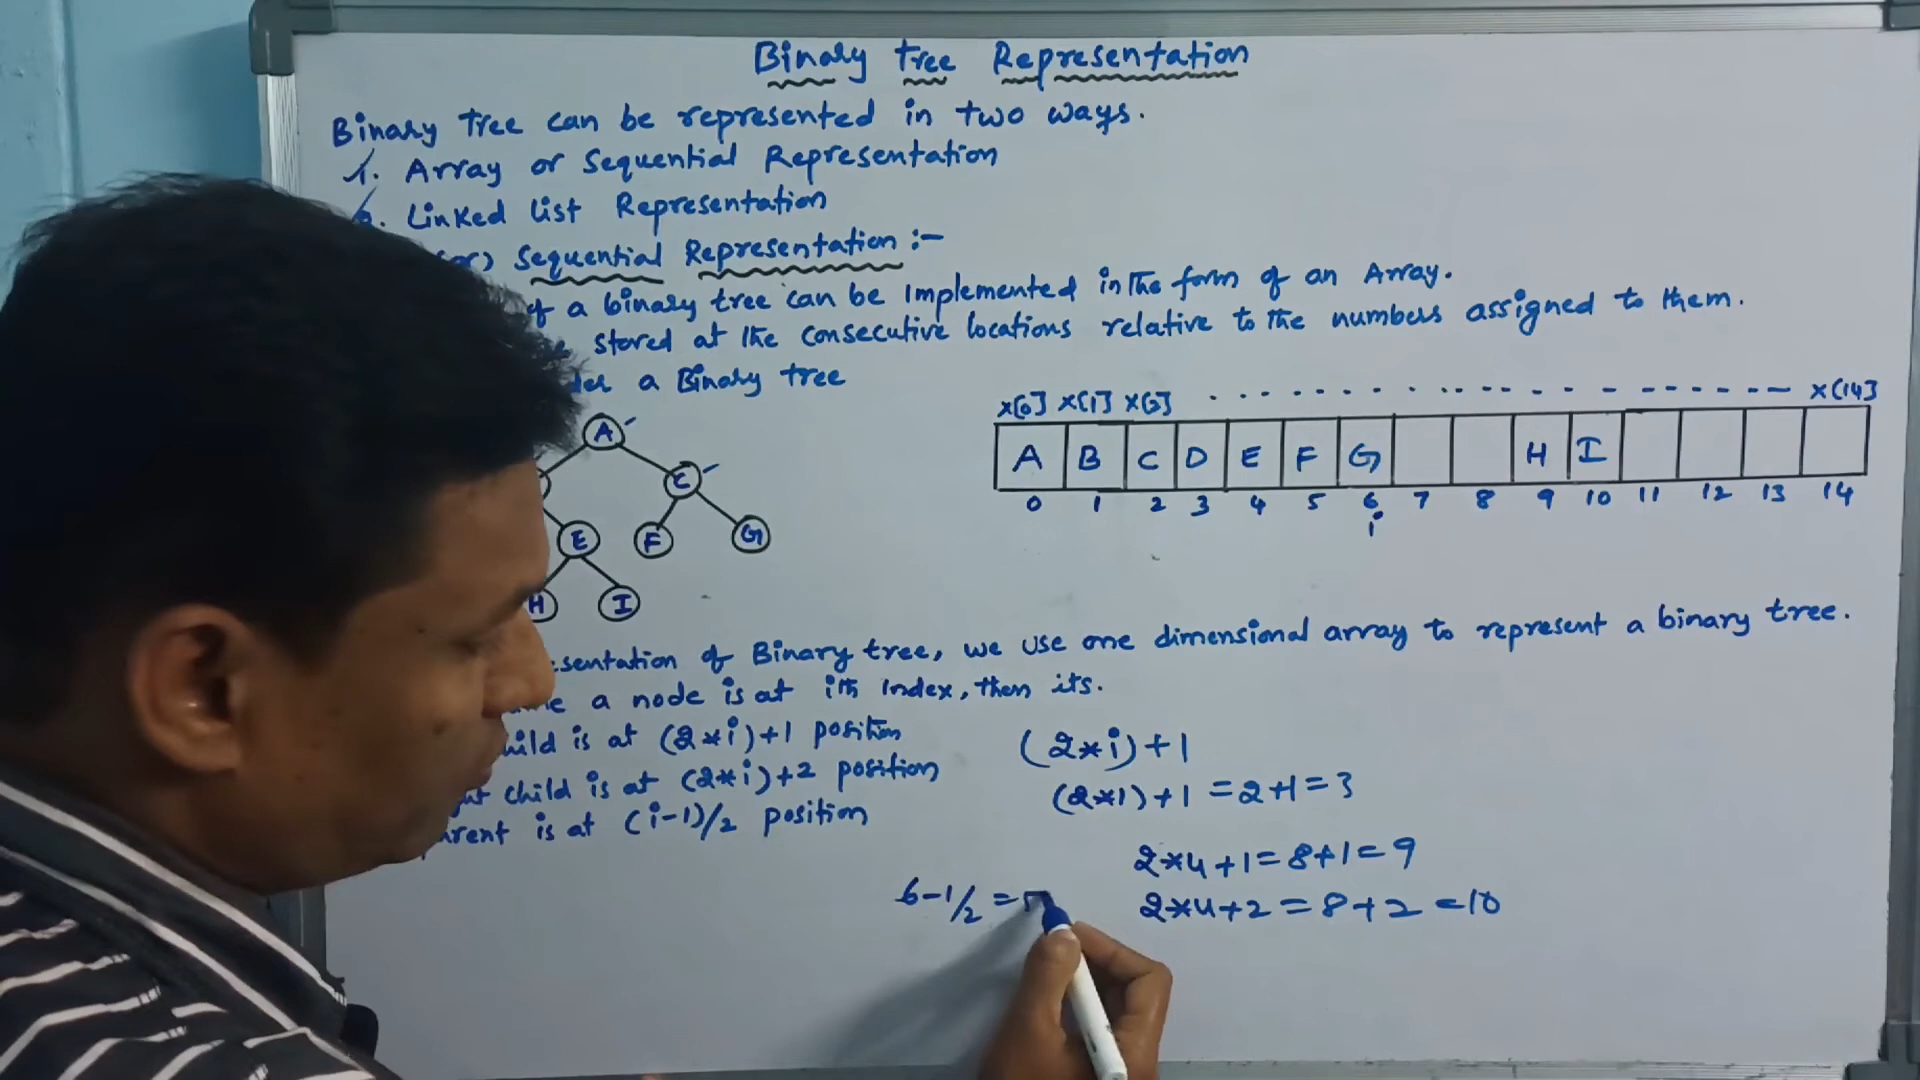 Binary Tree Representation
Binary Tree can be represented in two ways.
1. Array or Sequential Representation
2. Linked List Representation
(or) Sequential Representation :-
of a binary tree can be Implemented in the form of an Array.
stored at the consecutive locations relative to the numbers assigned to them.
a Binary tree
x[0] x[1] x[2] . . . . . . . - - . - - - - - - x[14]
A B C D E F G H I
0 1 2 3 4 5 6 7 8 9 10 11 12 13 14
i
A
C
E F G
H I
sentation of Binary tree, we use one dimensional array to represent a binary tree.
a node is at ith Index, then its.
hild is at (2*i)+1 position
child is at (2*i)+2 position
rent is at (i-1)/2 position
(2*i)+1
(2*1)+1 = 2+1 = 3
2*4+1 = 8+1 = 9
2*4+2 = 8+2 = 10
6-1/2 =